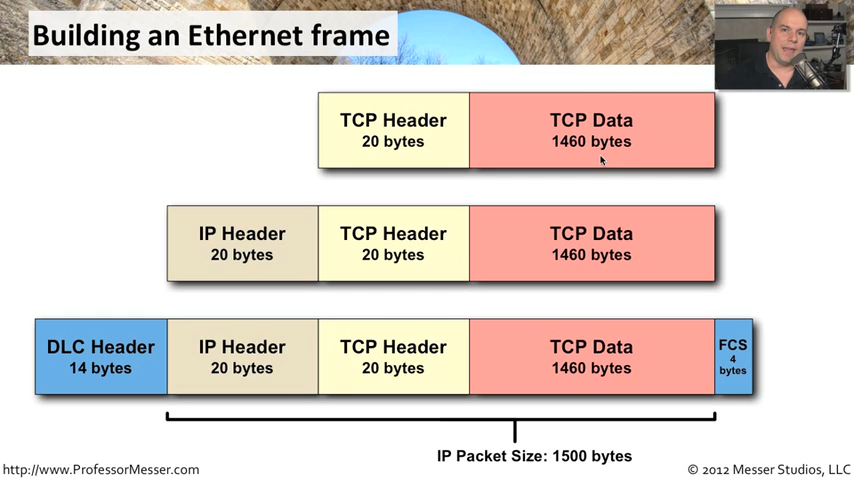 Building an Ethernet frame
TCP Header
20 bytes
TCP Data
1460 bytes
IP Header
20 bytes
TCP Header
20 bytes
TCP Data
1460 bytes
DLC Header
14 bytes
IP Header
20 bytes
TCP Header
20 bytes
TCP Data
1460 bytes
FCS
4
bytes
IP Packet Size: 1500 bytes
http://www.ProfessorMesser.com
© 2012 Messer Studios, LLC